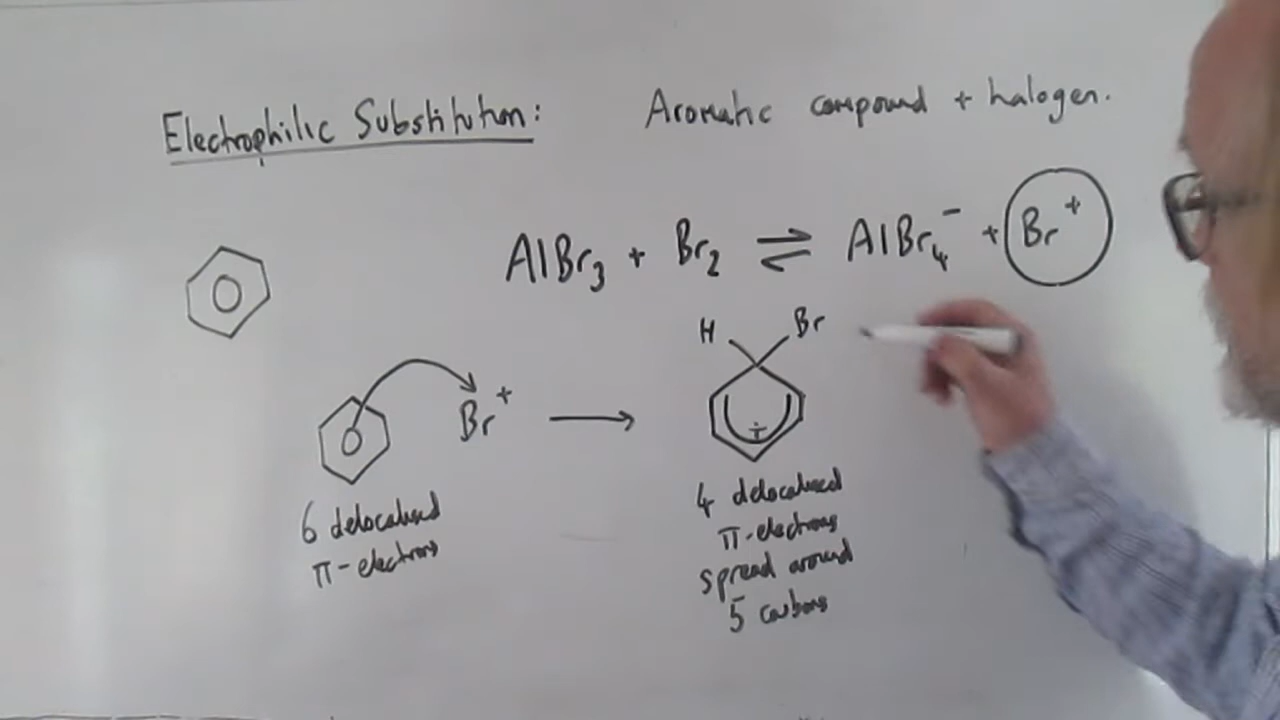 Electrophilic Substitution: Aromatic compound + halogen.
AlBr₃ + Br₂ ⇌ AlBr₄⁻ + Br⁺
H Br
Br⁺ → +
6 delocalised
π-electrons
4 delocalised
π-electrons
spread around
5 carbons